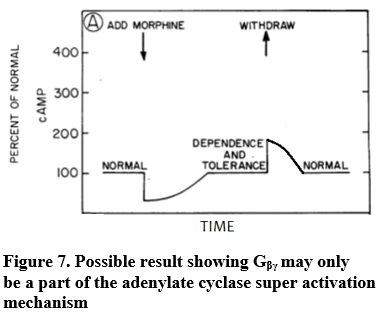 A ADD MORPHINE
WITHDRAW
PERCENT OF NORMAL
cAMP
400
300
200
100
NORMAL
DEPENDENCE
AND
TOLERANCE
NORMAL
TIME
Figure 7. Possible result showing Gβγ may only
be a part of the adenylate cyclase super activation
mechanism